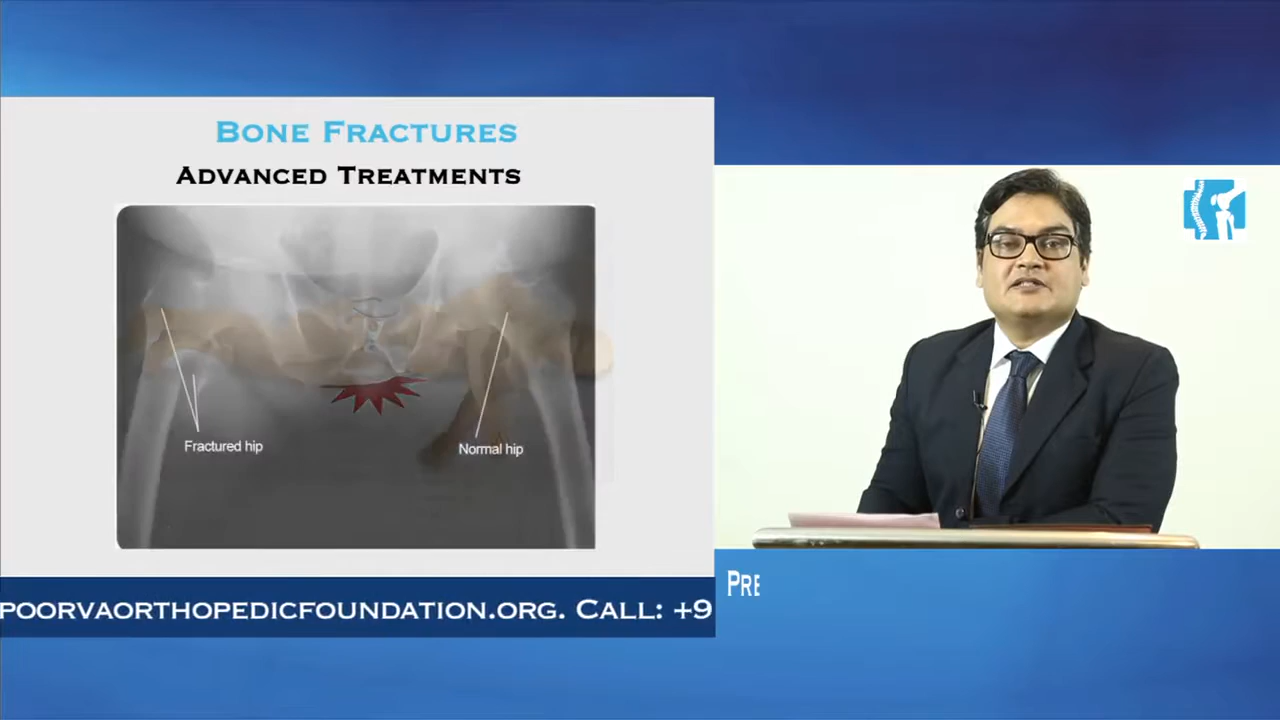 Bone Fractures
Advanced Treatments
Fractured hip
Normal hip
poorvaorthopedicfoundation.org. Call: +9
Pre